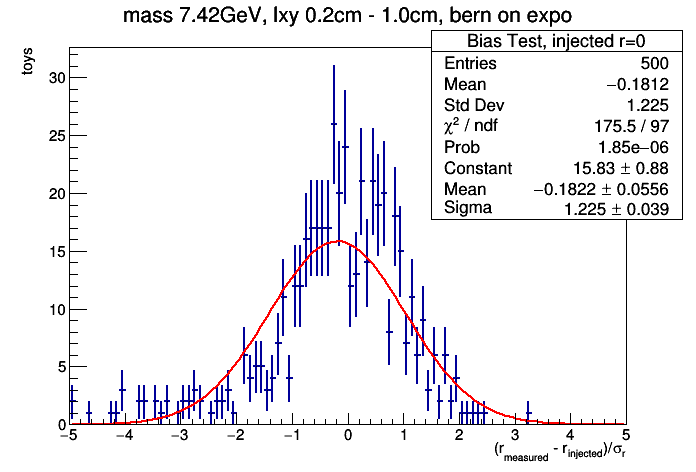 mass 7.42GeV, lxy 0.2cm - 1.0cm, bern on expo
Bias Test, injected r=0
Entries 500
Mean −0.1812
Std Dev 1.225
χ² / ndf 175.5 / 97
Prob 1.85e−06
Constant 15.83 ± 0.88
Mean −0.1822 ± 0.0556
Sigma 1.225 ± 0.039
toys
30
25
20
15
10
5
0
−5 −4 −3 −2 −1 0 1 2 3 4 5
(r_measured - r_injected)/σ_r